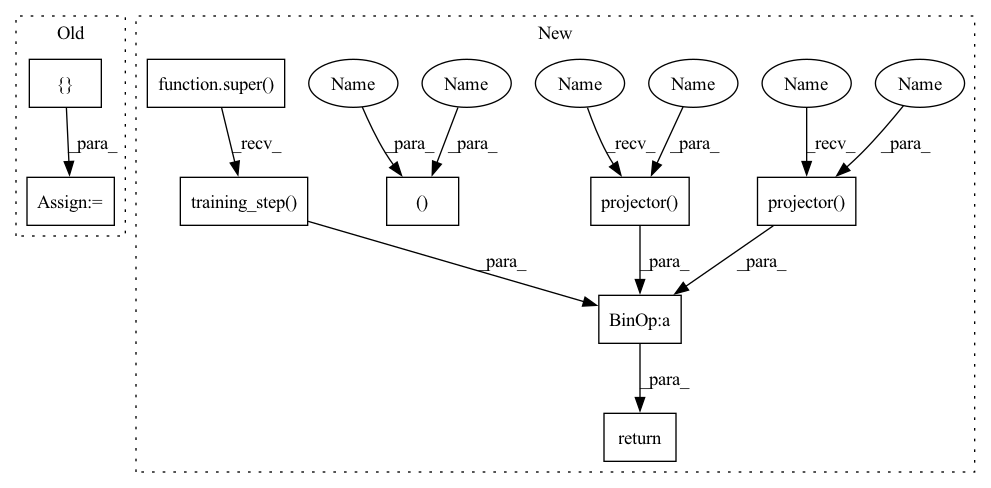 Old
New
{}
function.super()
Name
Name
Name
Name
Name
Name
_para_
_recv_
_para_
_para_
_recv_
_para_
_recv_
_para_
Assign:=
training_step()
()
projector()
projector()
_para_
_para_
_para_
BinOp:a
_para_
return